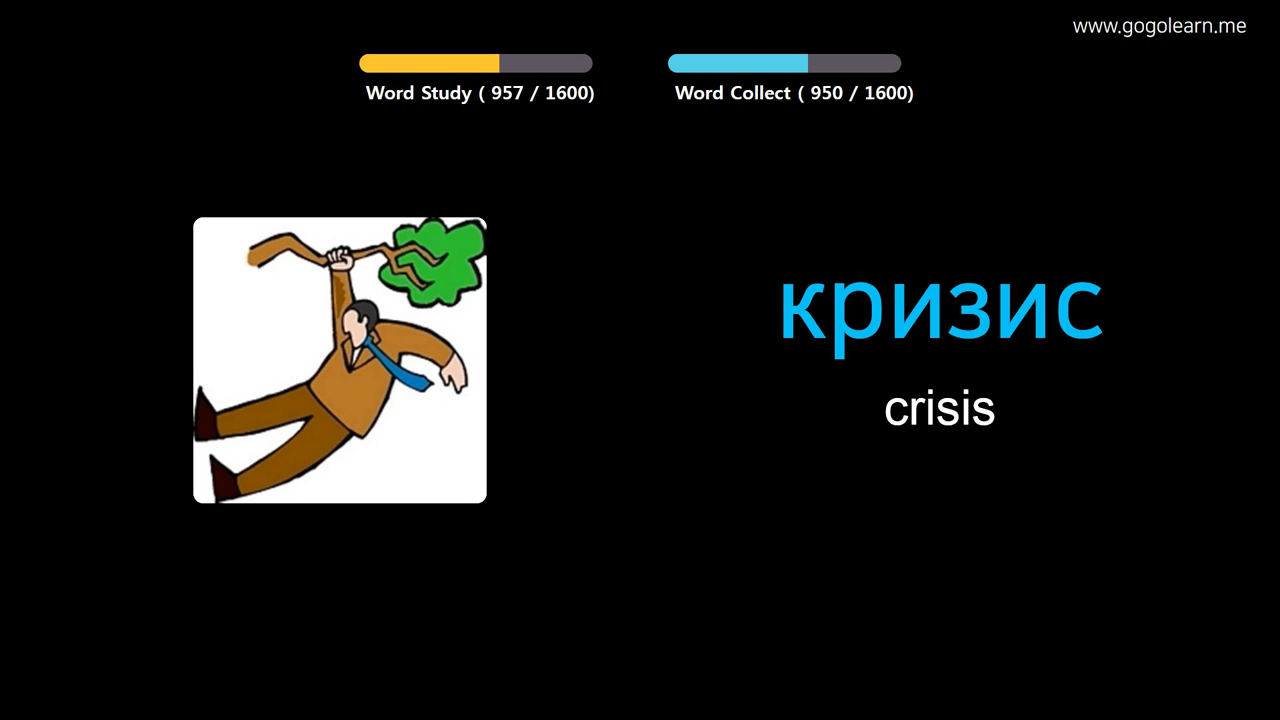 www.gogolearn.me
Word Study ( 957 / 1600)
Word Collect ( 950 / 1600)
кризис
crisis